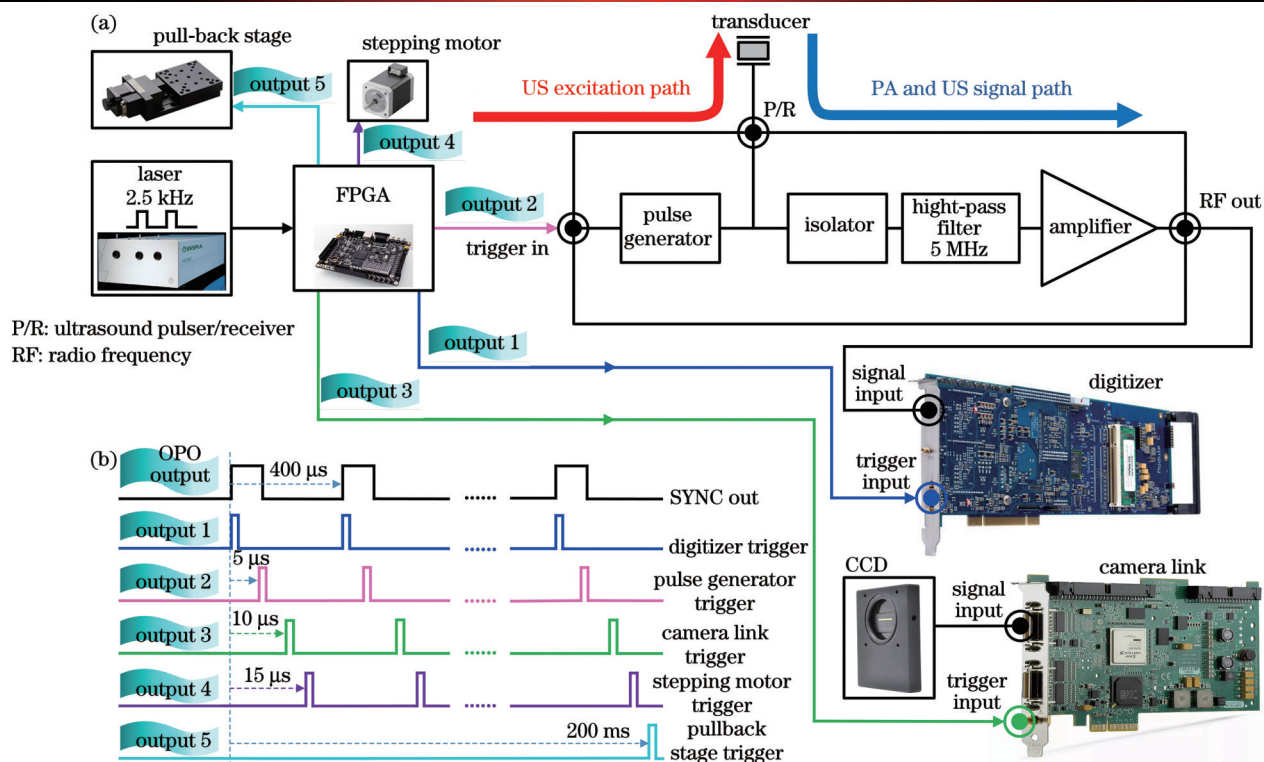 (a)
pull-back stage
output 5
stepping motor
output 4
US excitation path
transducer
P/R
PA and US signal path
laser
2.5 kHz
FPGA
output 2
trigger in
pulse
generator
isolator
hight-pass
filter
5 MHz
amplifier
RF out
P/R: ultrasound pulser/receiver
RF: radio frequency
output 1
output 3
signal
input
digitizer
trigger
input
CCD
camera link
signal
input
trigger
input
(b)
OPO
output
400 μs
SYNC out
output 1
digitizer trigger
output 2
5 μs
pulse generator
trigger
output 3
10 μs
camera link
trigger
output 4
15 μs
stepping motor
trigger
output 5
200 ms
pullback
stage trigger